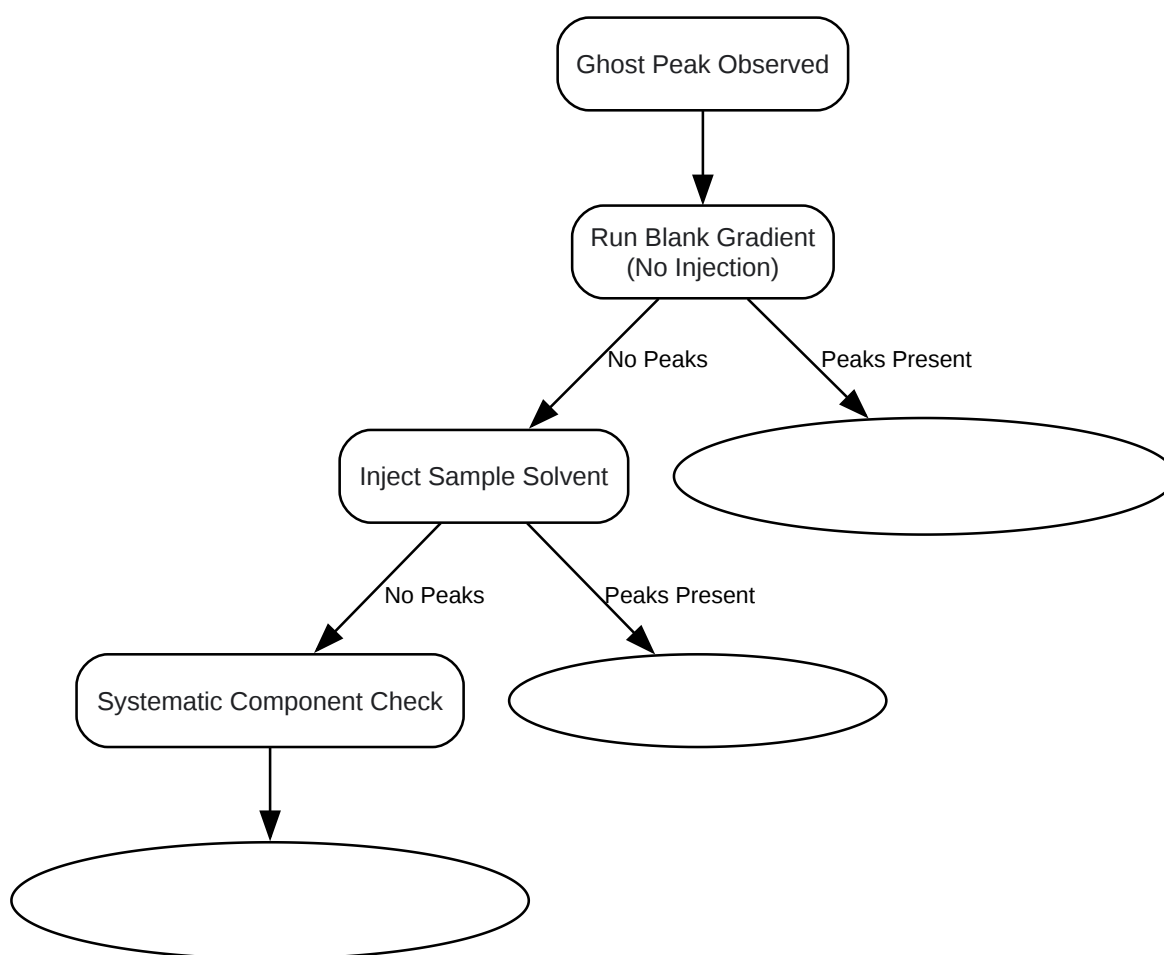 Ghost Peak Observed
Run Blank Gradient
(No Injection)
No Peaks
Peaks Present
Inject Sample Solvent
No Peaks
Peaks Present
Systematic Component Check